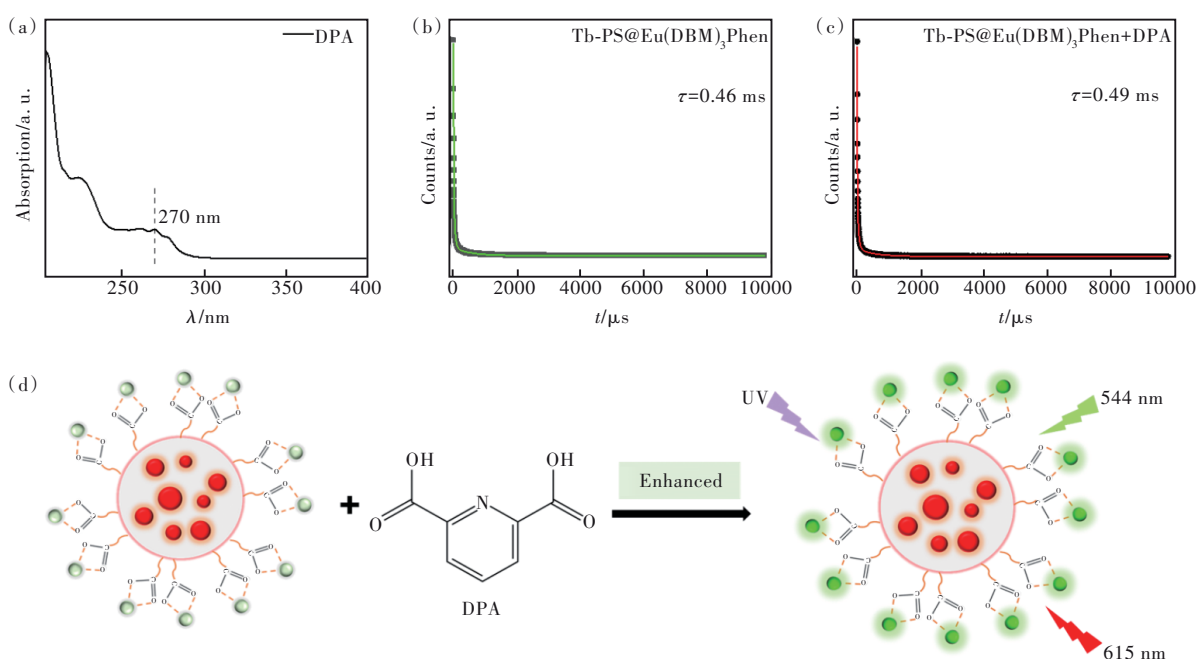 (a)
DPA
270 nm
Absorption/a. u.
250
300
350
400
λ/nm
(b)
Tb-PS@Eu(DBM)₃Phen
τ=0.46 ms
Counts/a. u.
0
2000
4000
6000
8000
10000
t/μs
(c)
Tb-PS@Eu(DBM)₃Phen+DPA
τ=0.49 ms
Counts/a. u.
0
2000
4000
6000
8000
10000
t/μs
(d)
OH
OH
N
O
O
DPA
Enhanced
UV
544 nm
615 nm